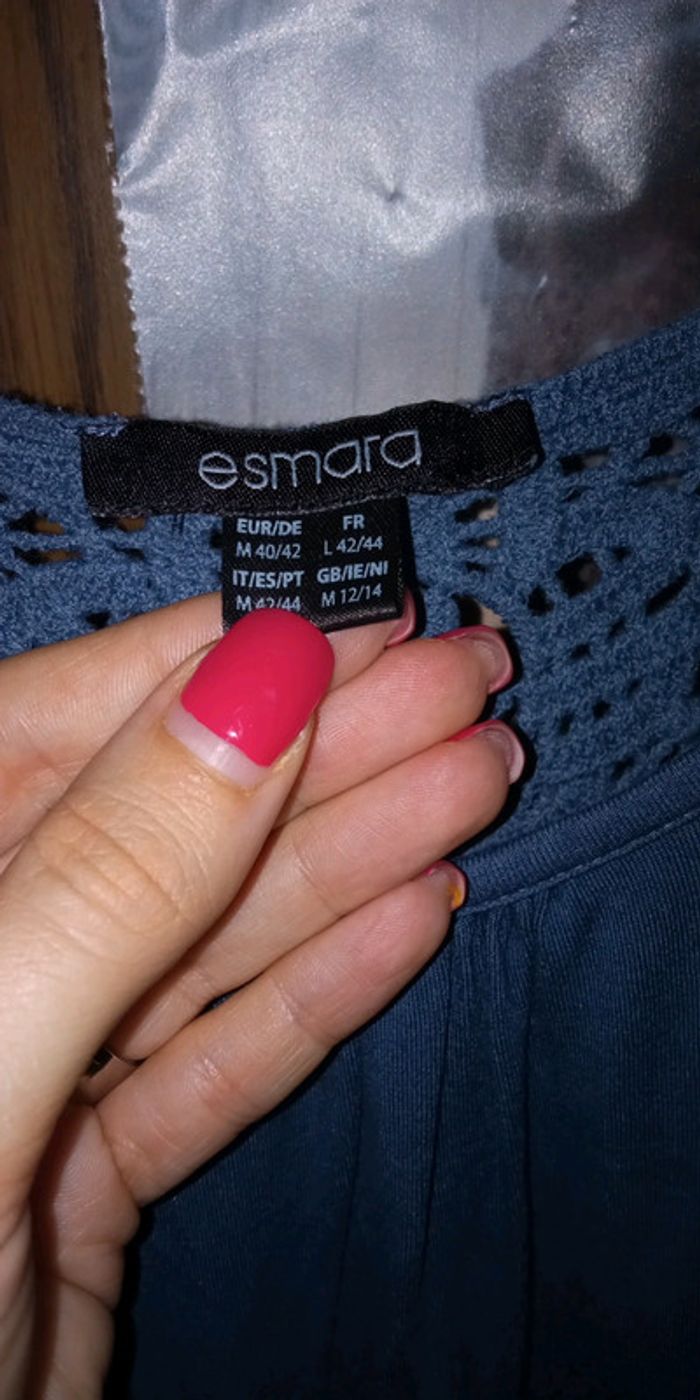 esmara
EUR/DE FR
M 40/42 L 42/44
IT/ES/PT GB/IE/NI
M 42/44 M 12/14